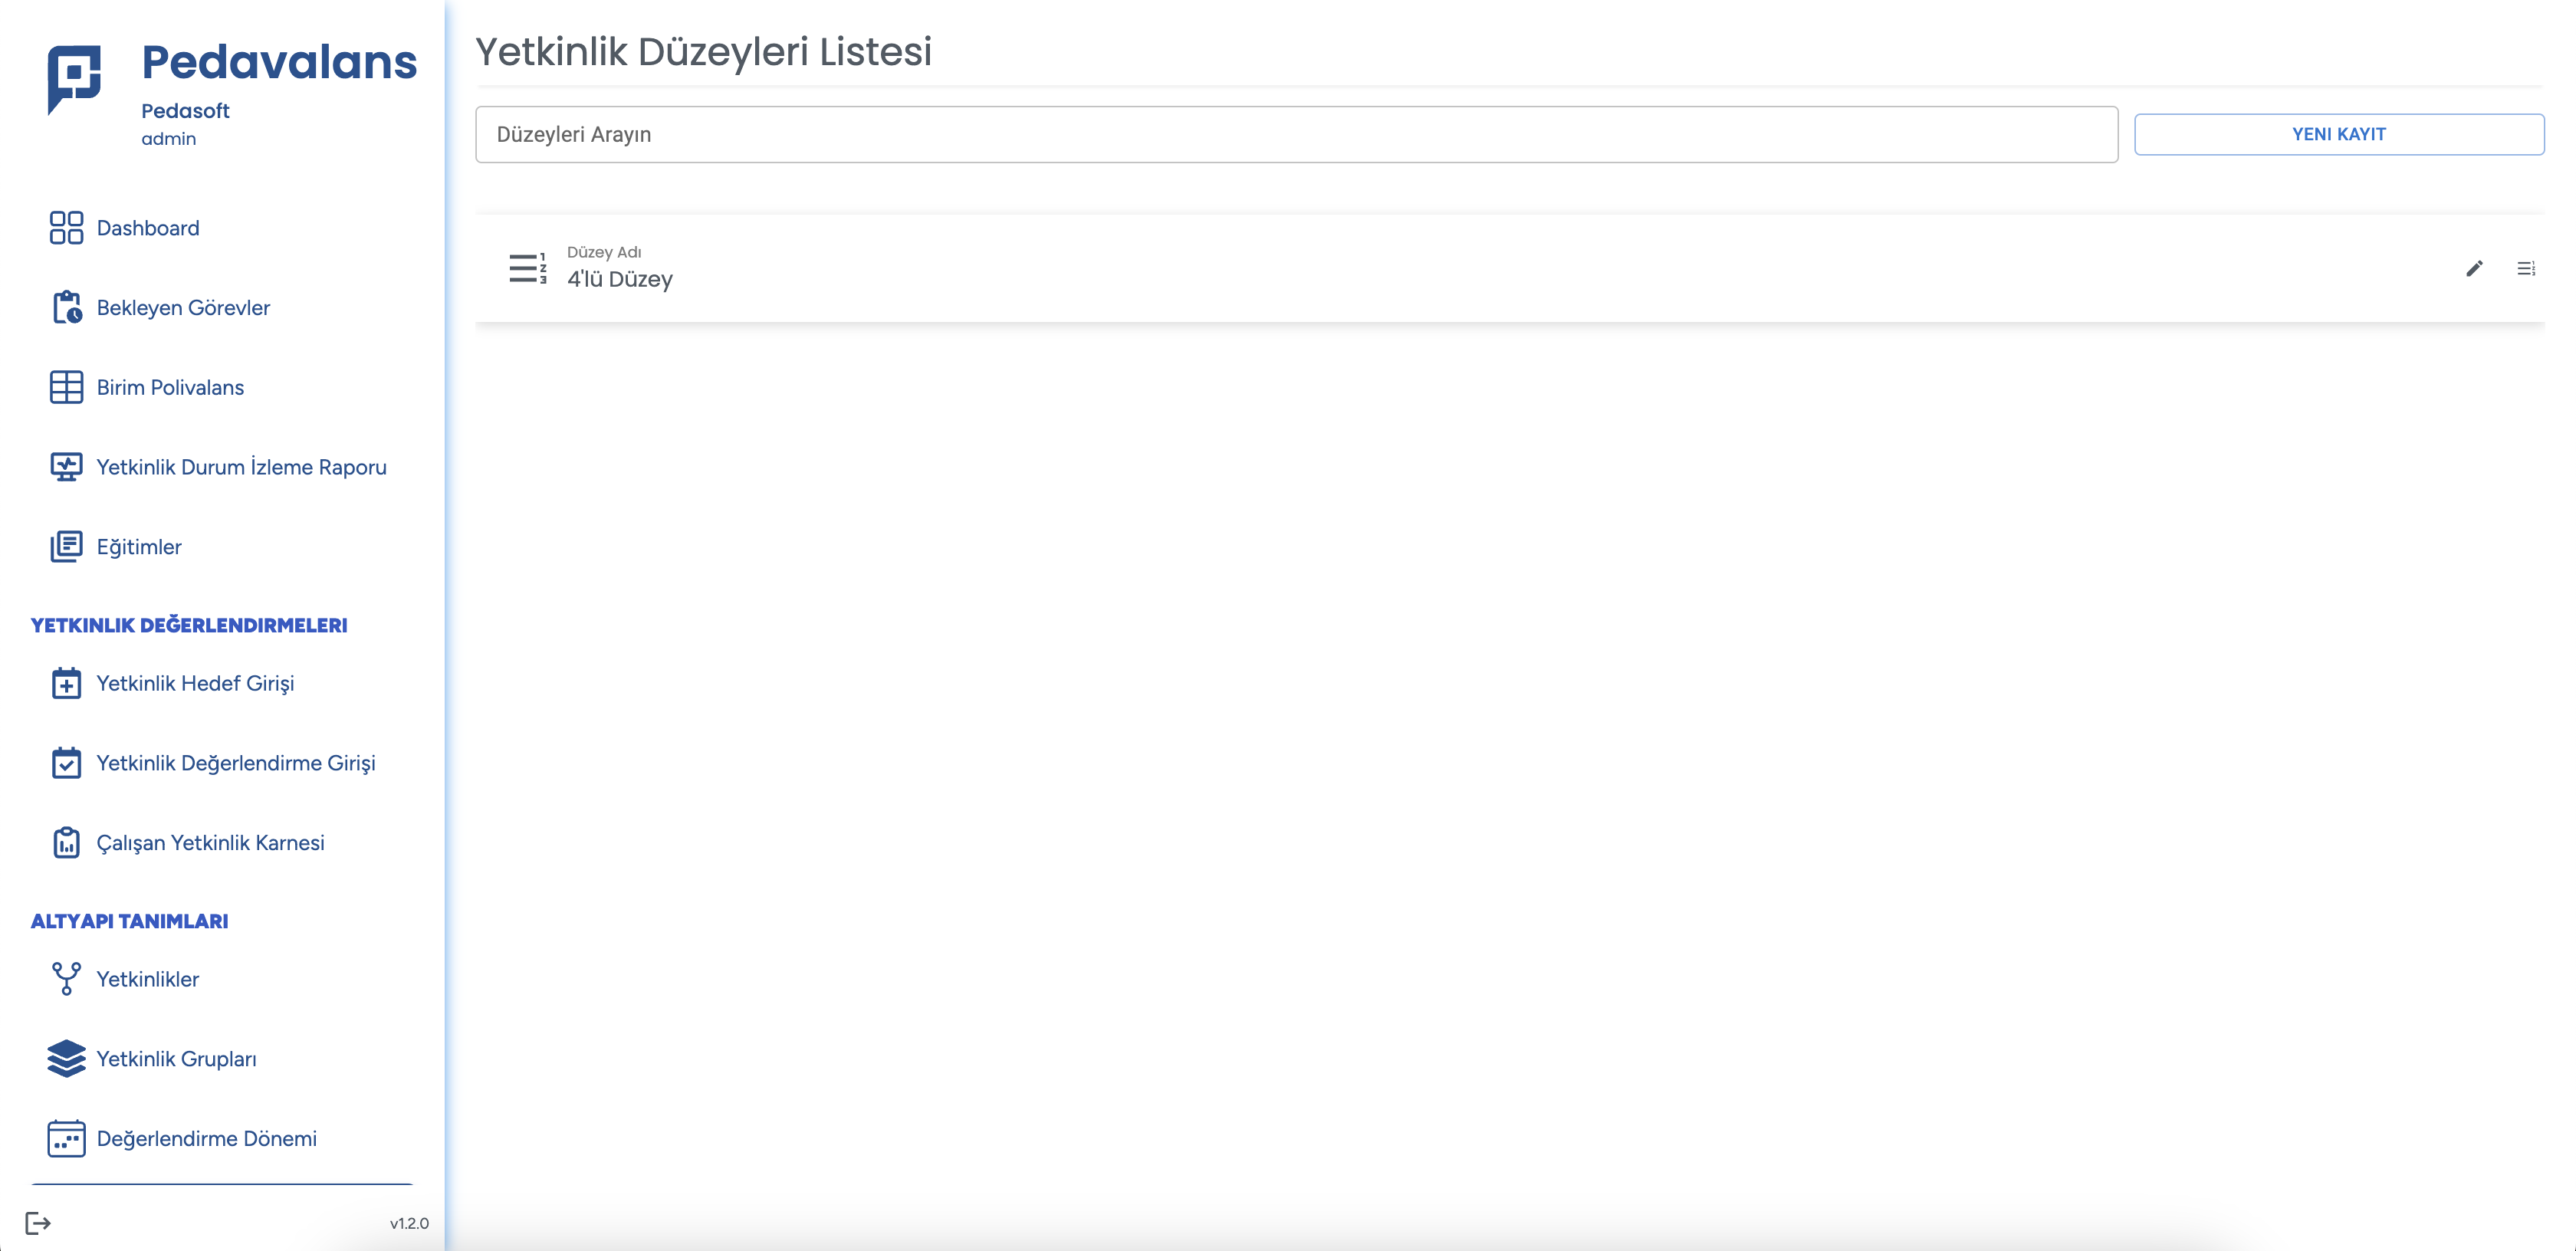 Pedavalans
Pedasoft
admin
Dashboard
Bekleyen Görevler
Birim Polivalans
Yetkinlik Durum İzleme Raporu
Eğitimler
YETKINLIK DEĞERLENDIRMELERI
Yetkinlik Hedef Girişi
Yetkinlik Değerlendirme Girişi
Çalışan Yetkinlik Karnesi
ALTYAPI TANIMLARI
Yetkinlikler
Yetkinlik Grupları
Değerlendirme Dönemi
v1.2.0
Yetkinlik Düzeyleri Listesi
Düzeyleri Arayın
YENI KAYIT
Düzey Adı
4'lü Düzey